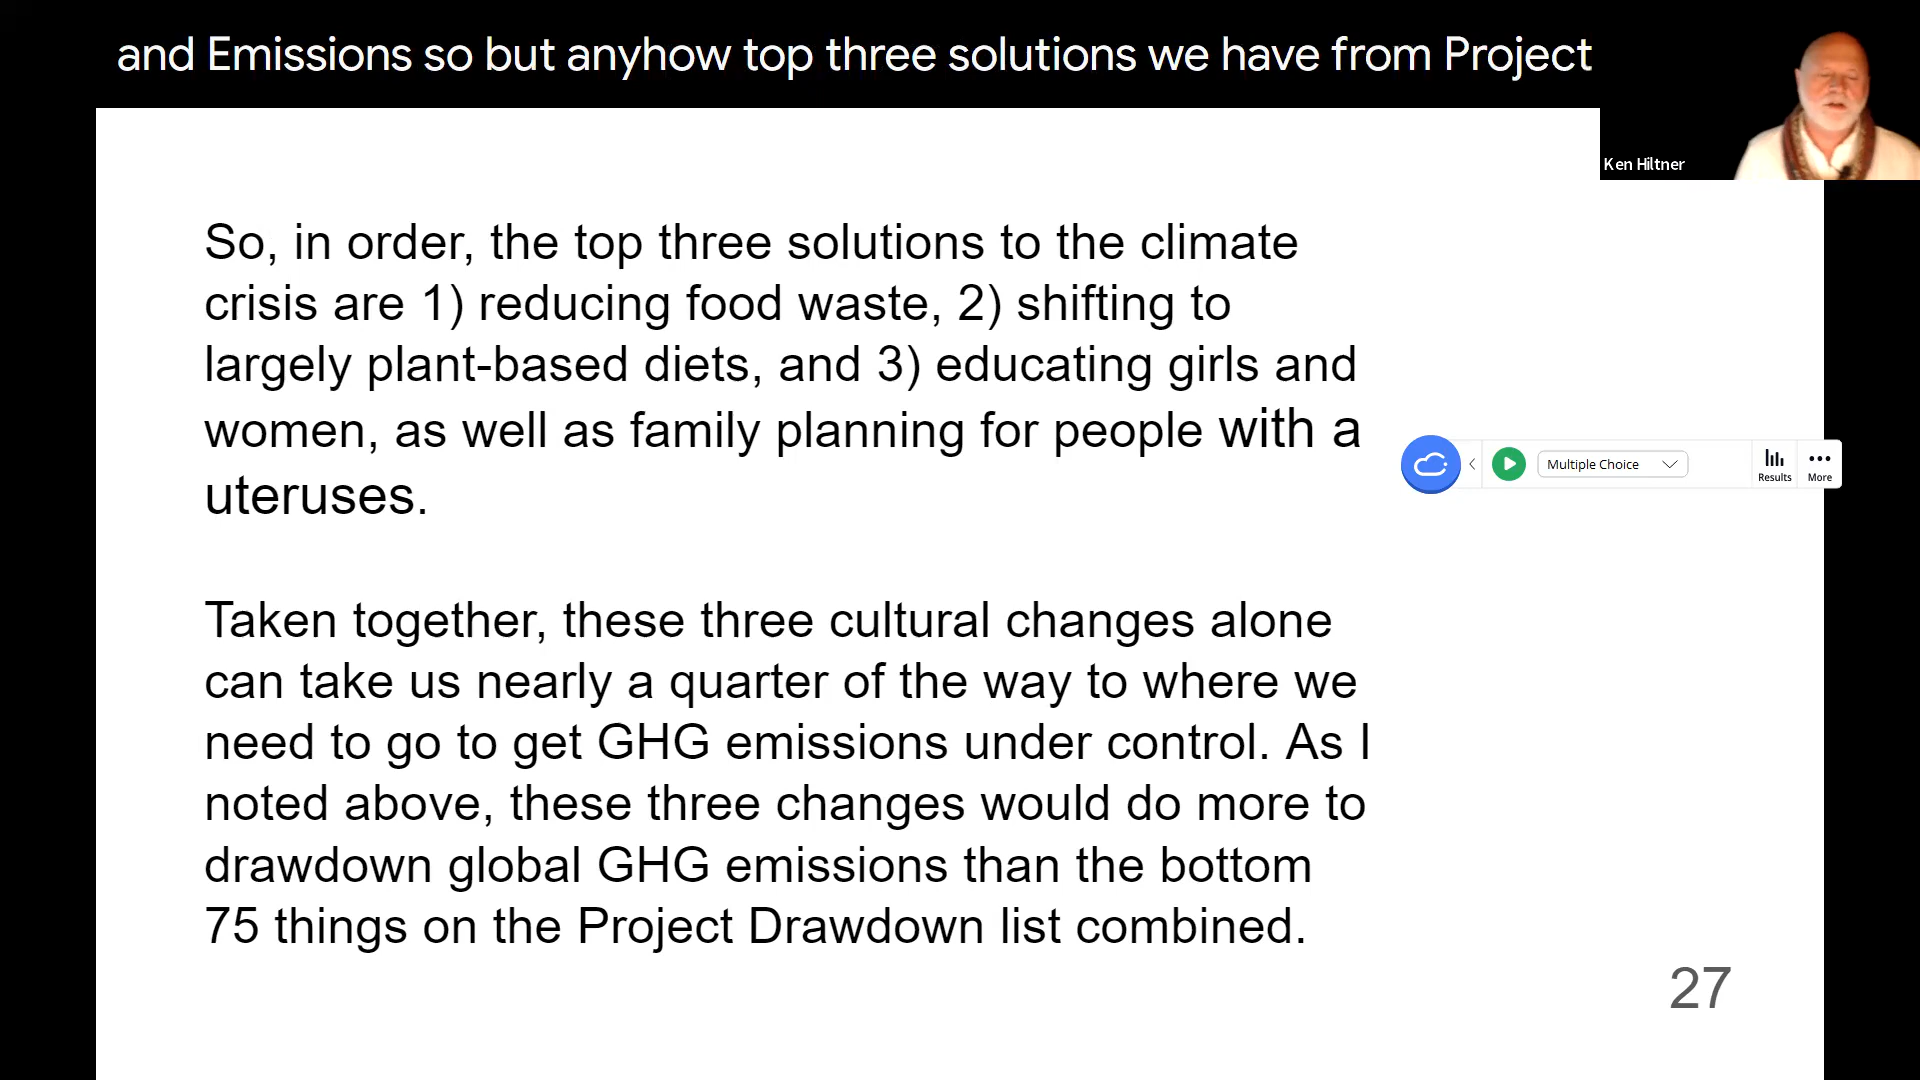 and Emissions so but anyhow top three solutions we have from Project
Ken Hiltner
So, in order, the top three solutions to the climate
crisis are 1) reducing food waste, 2) shifting to
largely plant-based diets, and 3) educating girls and
women, as well as family planning for people with a
uteruses.
Multiple Choice
Results
More
Taken together, these three cultural changes alone
can take us nearly a quarter of the way to where we
need to go to get GHG emissions under control. As I
noted above, these three changes would do more to
drawdown global GHG emissions than the bottom
75 things on the Project Drawdown list combined.
27